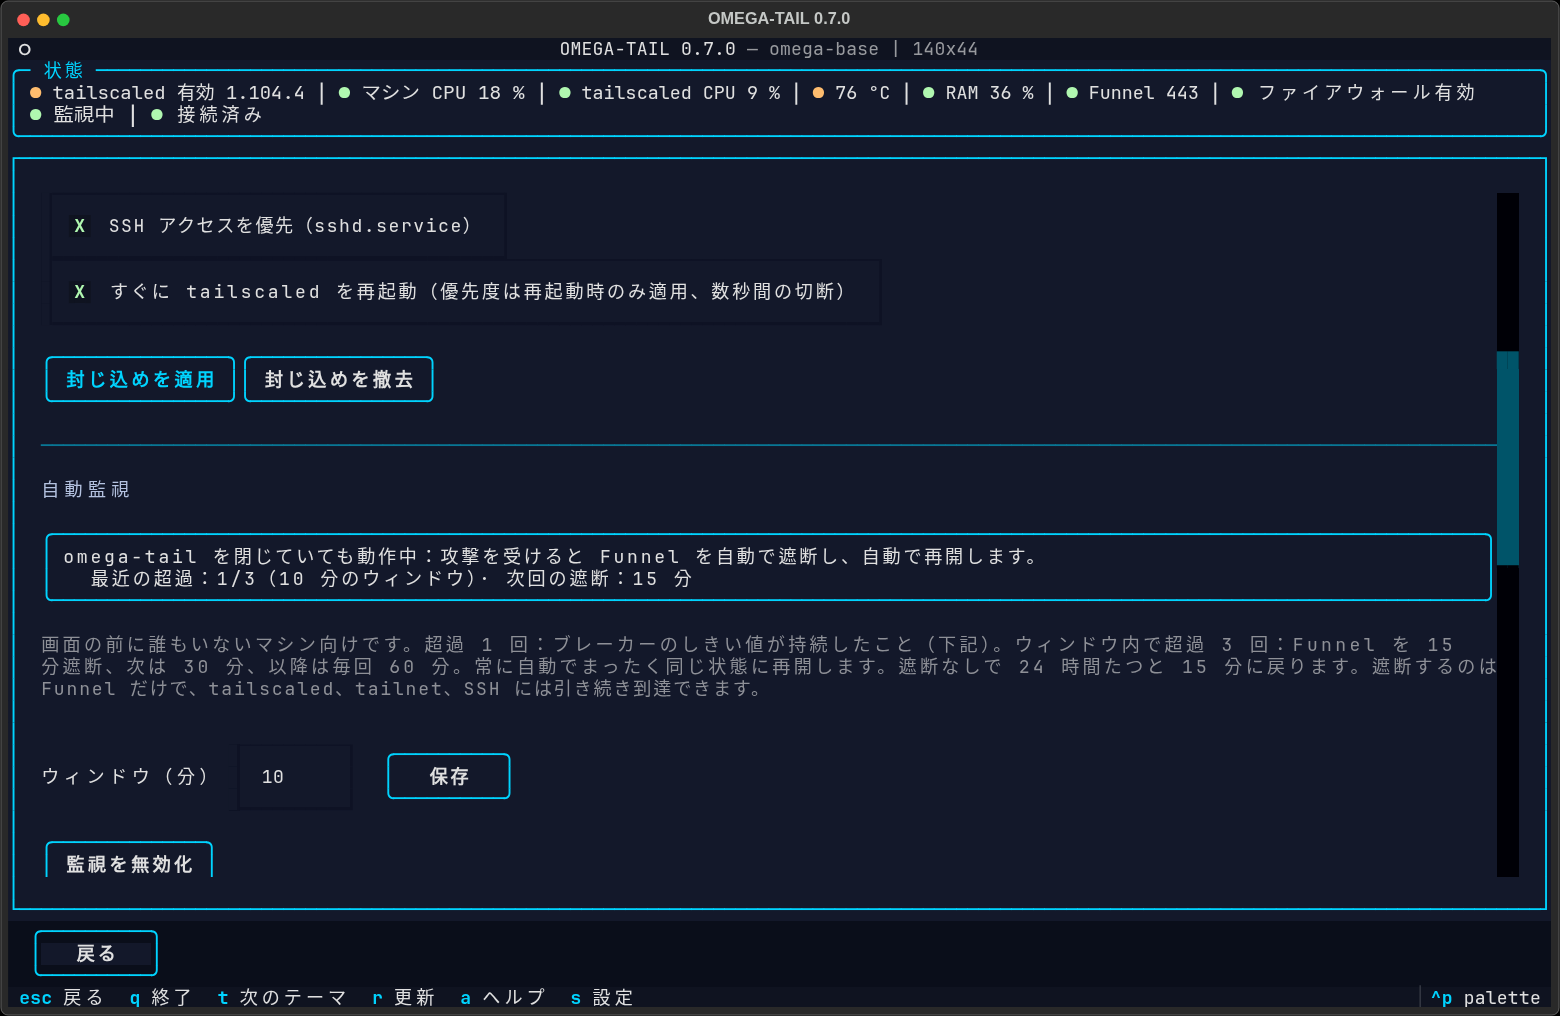 OMEGA-TAIL 0.7.0
OMEGA-TAIL 0.7.0 — omega-base | 140x44
状態
● tailscaled 有効 1.104.4 │ ● マシン CPU 18 % │ ● tailscaled CPU 9 % │ ● 76 °C │ ● RAM 36 % │ ● Funnel 443 │ ● ファイアウォール有効
● 監視中 │ ● 接続済み
X SSH アクセスを優先（sshd.service）
X すぐに tailscaled を再起動（優先度は再起動時のみ適用、数秒間の切断）
封じ込めを適用 封じ込めを撤去
自動監視
omega-tail を閉じていても動作中：攻撃を受けると Funnel を自動で遮断し、自動で再開します。
最近の超過：1/3（10 分のウィンドウ）· 次回の遮断：15 分
画面の前に誰もいないマシン向けです。超過 1 回：ブレーカーのしきい値が持続したこと（下記）。ウィンドウ内で超過 3 回：Funnel を 15
分遮断、次は 30 分、以降は毎回 60 分。常に自動でまったく同じ状態に再開します。遮断なしで 24 時間たつと 15 分に戻ります。遮断するのは
Funnel だけで、tailscaled、tailnet、SSH には引き続き到達できます。
ウィンドウ（分） 10 保存
監視を無効化
戻る
esc 戻る q 終了 t 次のテーマ r 更新 a ヘルプ s 設定 ^p palette